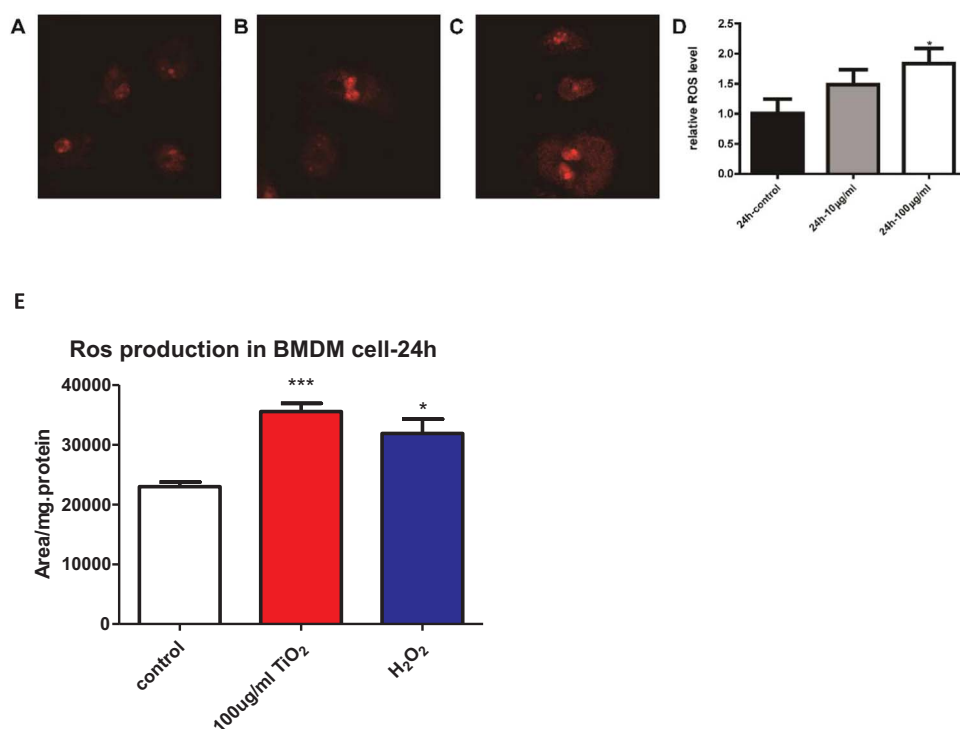 A
B
C
D
relative ROS level
2.5
2.0
1.5
1.0
0.5
0.0
*
24h-control
24h-10µg/ml
24h-100µg/ml
E
Ros production in BMDM cell-24h
Area/mg.protein
40000
30000
20000
10000
0
***
*
control
100ug/ml TiO₂
H₂O₂